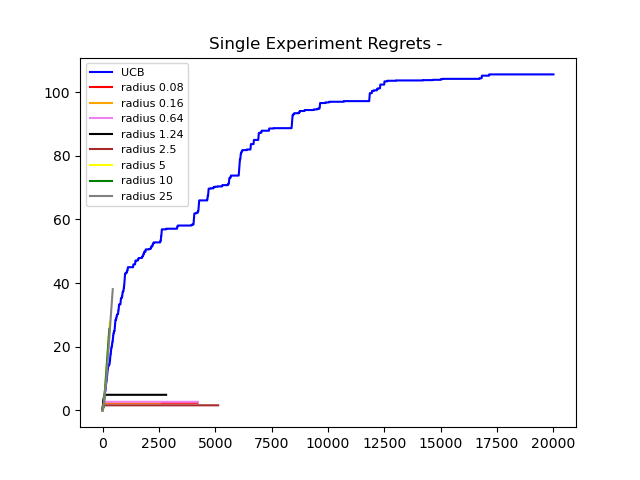 Single Experiment Regrets -
UCB
radius 0.08
radius 0.16
radius 0.64
radius 1.24
radius 2.5
radius 5
radius 10
radius 25
100
80
60
40
20
0
0 2500 5000 7500 10000 12500 15000 17500 20000